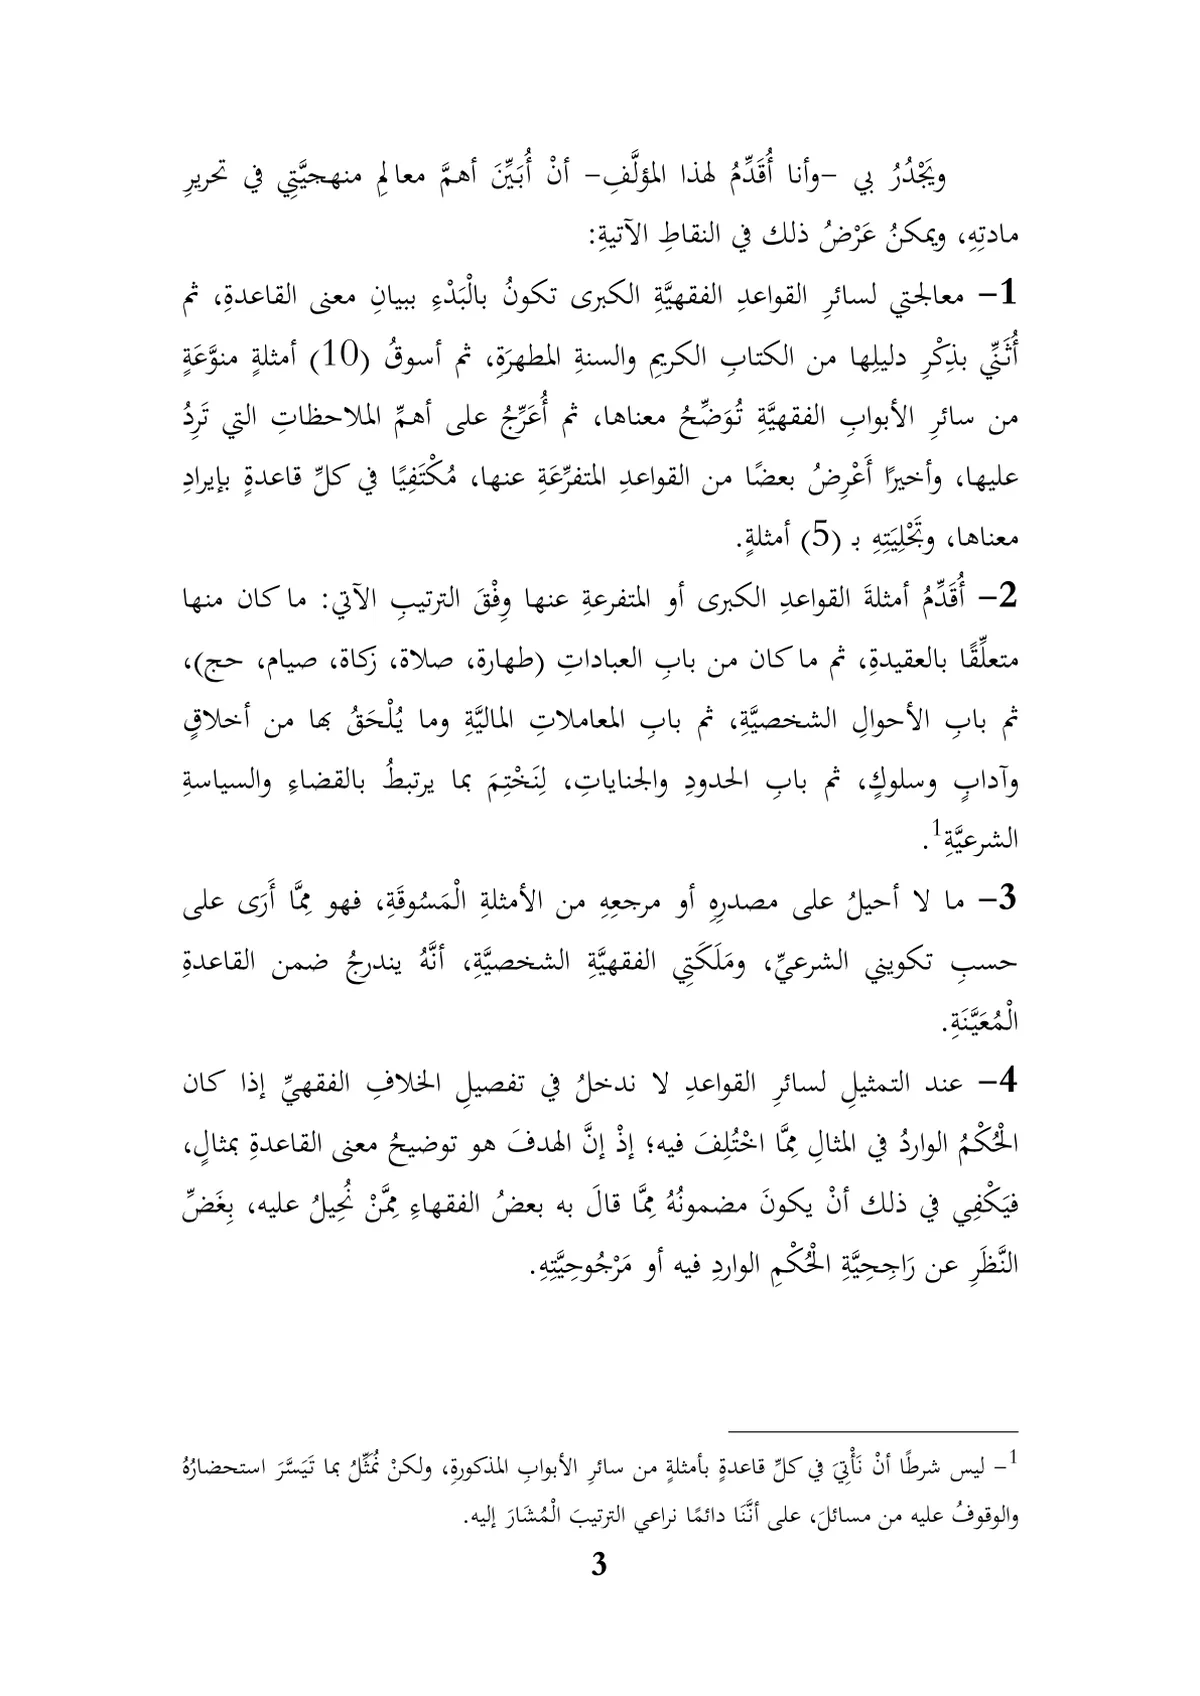 ويَجْدُرُ بي -وأنا أُقَدِّمُ لهذا المؤلَّفِ- أنْ أُبَيِّنَ أهمَّ معالمِ منهجيَّتِي في تحريرِ
مادتِهِ، ويمكنُ عَرْضُ ذلك في النقاطِ الآتيةِ:
1- معالجتي لسائرِ القواعدِ الفقهيَّةِ الكبرى تكونُ بالْبَدْءِ ببيانِ معنى القاعدةِ، ثم
أُثَنِّي بذِكْرِ دليلِها من الكتابِ الكريمِ والسنةِ المطهرَةِ، ثم أسوقُ (10) أمثلةٍ منوَّعَةٍ
من سائرِ الأبوابِ الفقهيَّةِ تُوَضِّحُ معناها، ثم أُعَرِّجُ على أهمِّ الملاحظاتِ التي تَرِدُ
عليها، وأخيرًا أَعْرِضُ بعضًا من القواعدِ المتفرِّعَةِ عنها، مُكْتَفِيًا في كلِّ قاعدةٍ بإيرادِ
معناها، وتَجْلِيَتِهِ بـ (5) أمثلةٍ.
2- أُقَدِّمُ أمثلةَ القواعدِ الكبرى أو المتفرعةِ عنها وِفْقَ الترتيبِ الآتي: ما كان منها
متعلِّقًا بالعقيدةِ، ثم ما كان من بابِ العباداتِ (طهارة، صلاة، زكاة، صيام، حج)،
ثم بابِ الأحوالِ الشخصيَّةِ، ثم بابِ المعاملاتِ الماليَّةِ وما يُلْحَقُ بها من أخلاقٍ
وآدابٍ وسلوكٍ، ثم بابِ الحدودِ والجناياتِ، لِنَخْتِمَ بما يرتبطُ بالقضاءِ والسياسةِ
الشرعيَّةِ1.
3- ما لا أحيلُ على مصدرِهِ أو مرجعِهِ من الأمثلةِ الْمَسُوقَةِ، فهو مِمَّا أَرَى على
حسبِ تكويني الشرعيِّ، ومَلَكَتِي الفقهيَّةِ الشخصيَّةِ، أنَّهُ يندرجُ ضمن القاعدةِ
الْمُعَيَّنَةِ.
4- عند التمثيلِ لسائرِ القواعدِ لا ندخلُ في تفصيلِ الخلافِ الفقهيِّ إذا كان
الْحُكْمُ الواردُ في المثالِ مِمَّا اخْتُلِفَ فيه؛ إذْ إنَّ الهدفَ هو توضيحُ معنى القاعدةِ بمثالٍ،
فيَكْفِي في ذلك أنْ يكونَ مضمونُهُ مِمَّا قالَ به بعضُ الفقهاءِ مِمَّنْ نُحِيلُ عليه، بِغَضِّ
النَّظَرِ عن رَاجِحِيَّةِ الْحُكْمِ الواردِ فيه أو مَرْجُوحِيَّتِهِ.
1- ليس شرطًا أنْ نَأْتِيَ في كلِّ قاعدةٍ بأمثلةٍ من سائرِ الأبوابِ المذكورةِ، ولكنْ نُمَثِّلُ بما تَيَسَّرَ استحضارُهُ
والوقوفُ عليه من مسائلَ، على أنَّنَا دائمًا نراعي الترتيبَ الْمُشَارَ إليه.
3